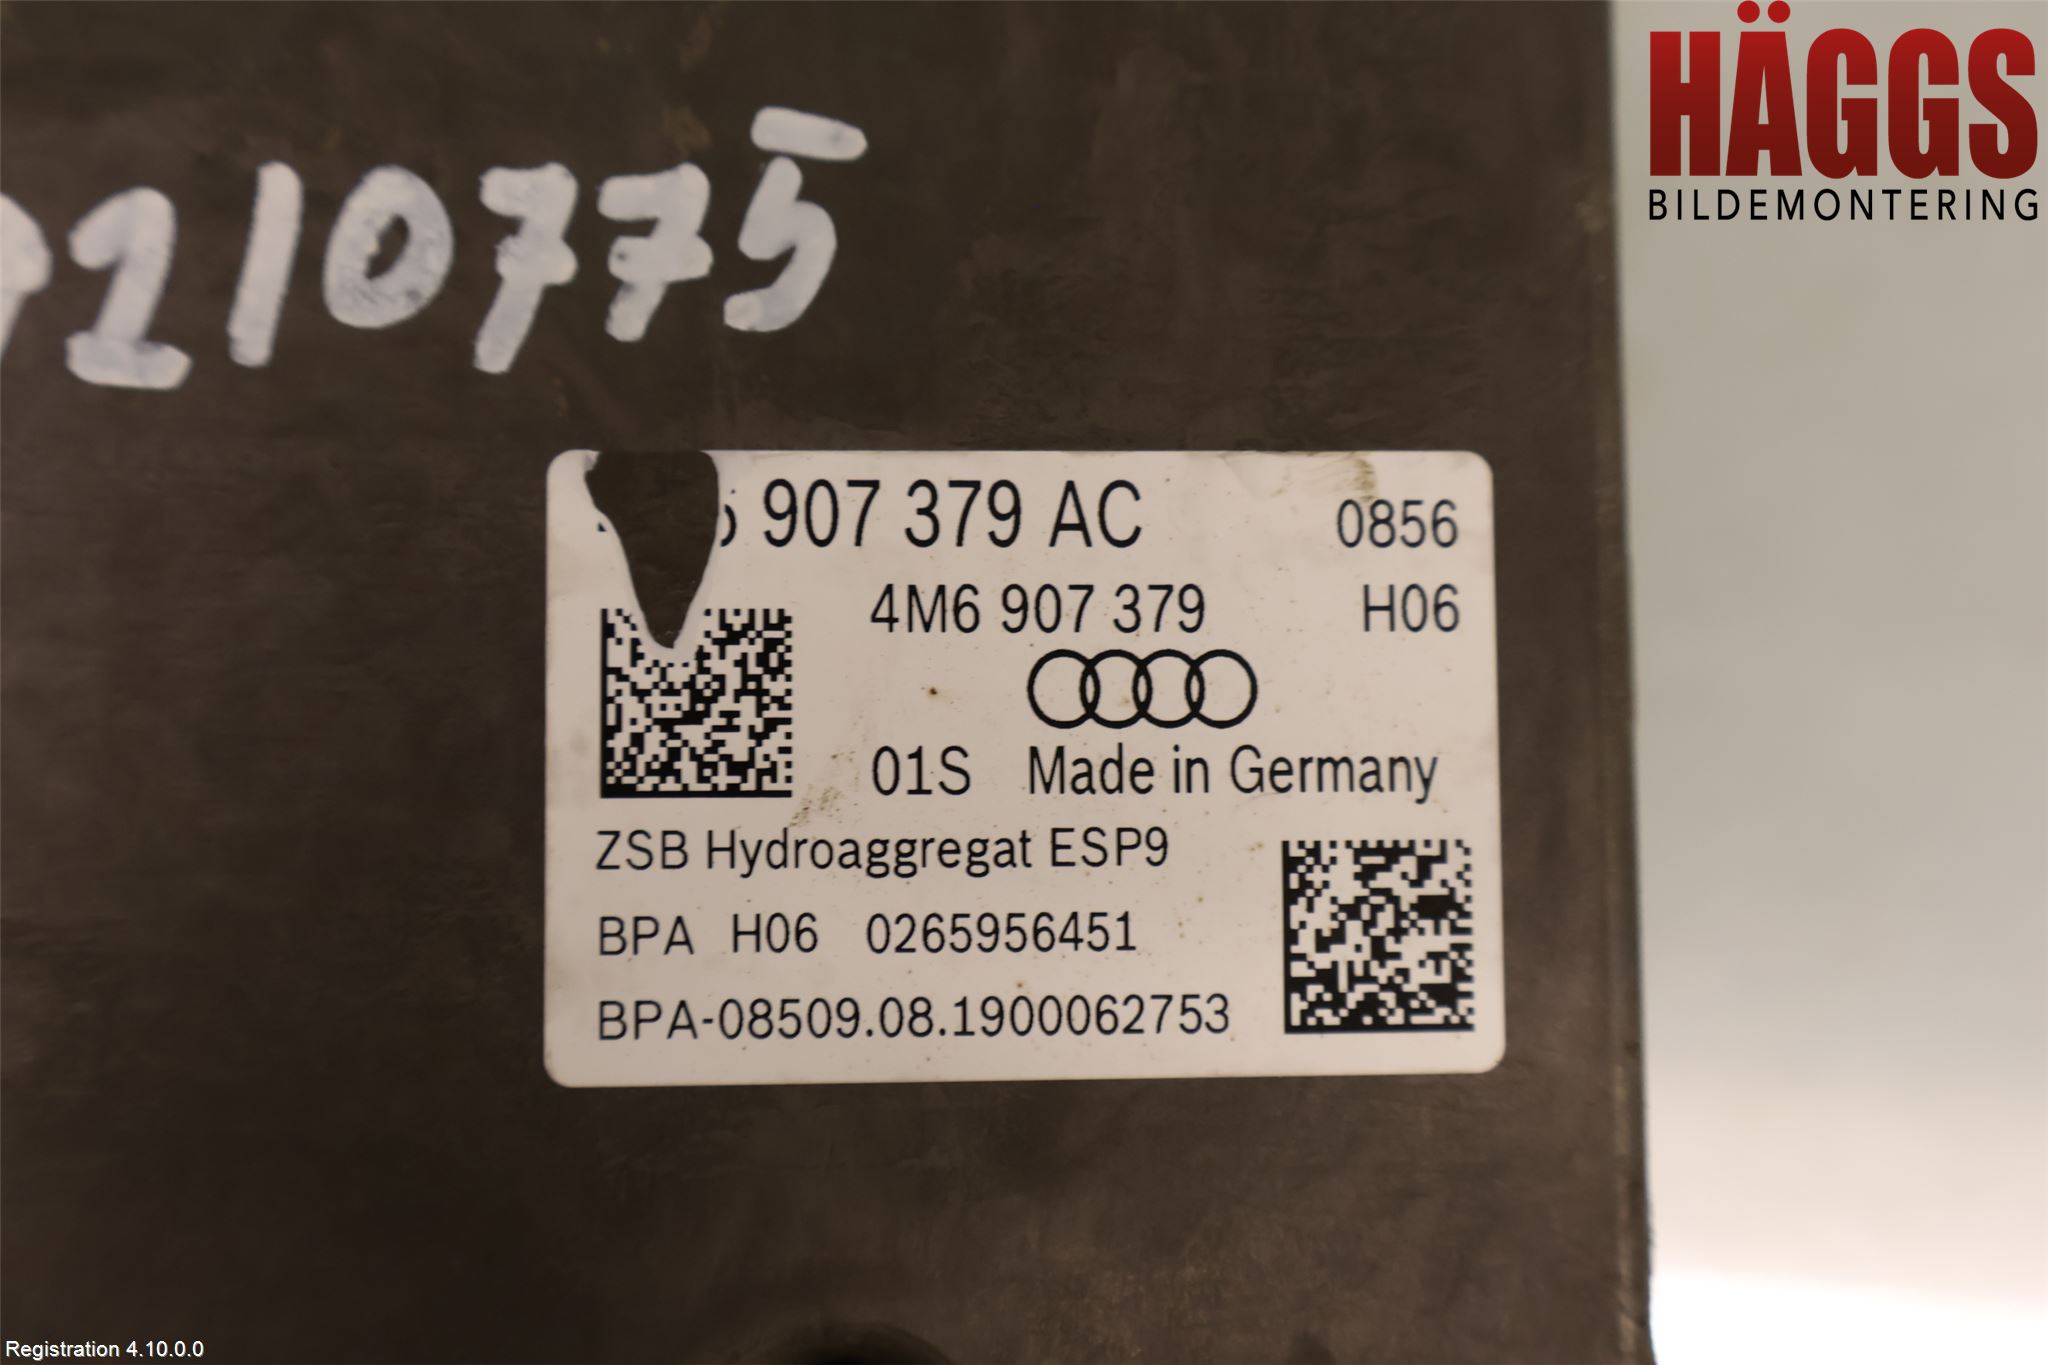 HÄGGS
BILDEMONTERING
210775
907 379 AC 0856
4M6 907 379 H06
01S Made in Germany
ZSB Hydroaggregat ESP9
BPA H06 0265956451
BPA-08509.08.1900062753
Registration 4.10.0.0